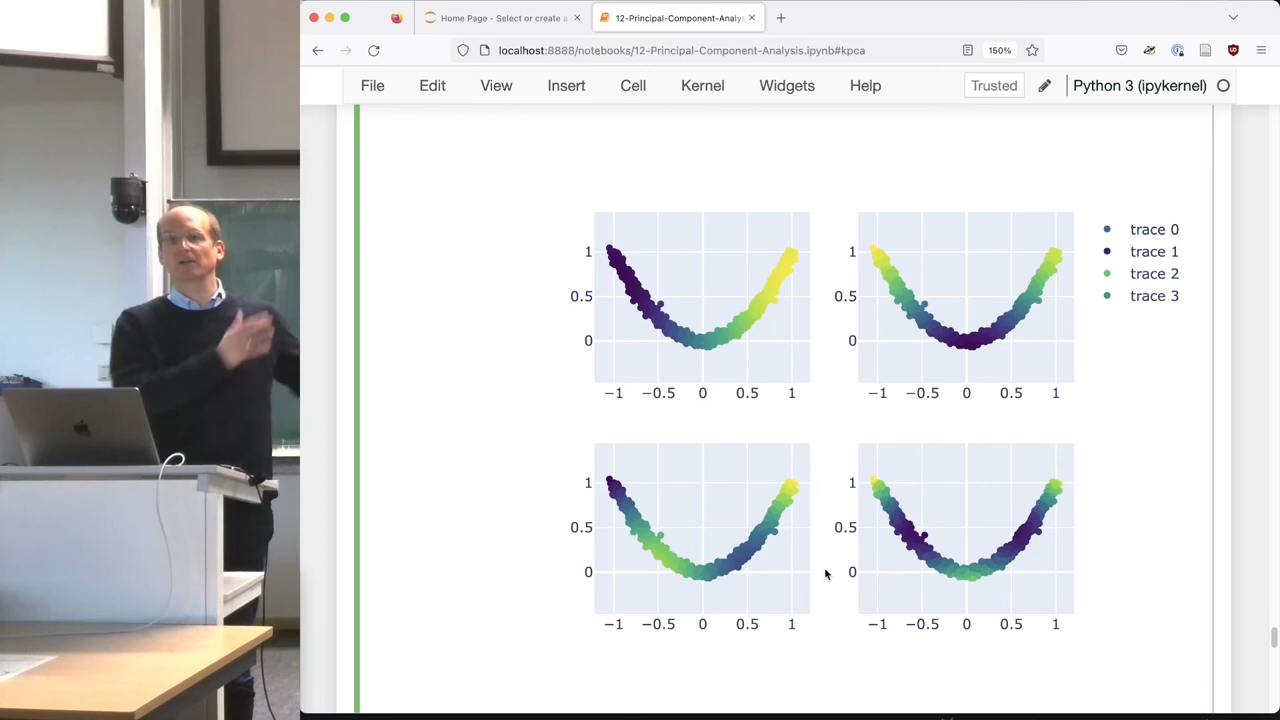 Home Page - Select or create a
12-Principal-Component-Analys
localhost:8888/notebooks/12-Principal-Component-Analysis.ipynb#kpca
150%
File Edit View Insert Cell Kernel Widgets Help Trusted Python 3 (ipykernel)
1
0.5
0
−1 −0.5 0 0.5 1
1
0.5
0
−1 −0.5 0 0.5 1
trace 0
trace 1
trace 2
trace 3
1
0.5
0
−1 −0.5 0 0.5 1
1
0.5
0
−1 −0.5 0 0.5 1